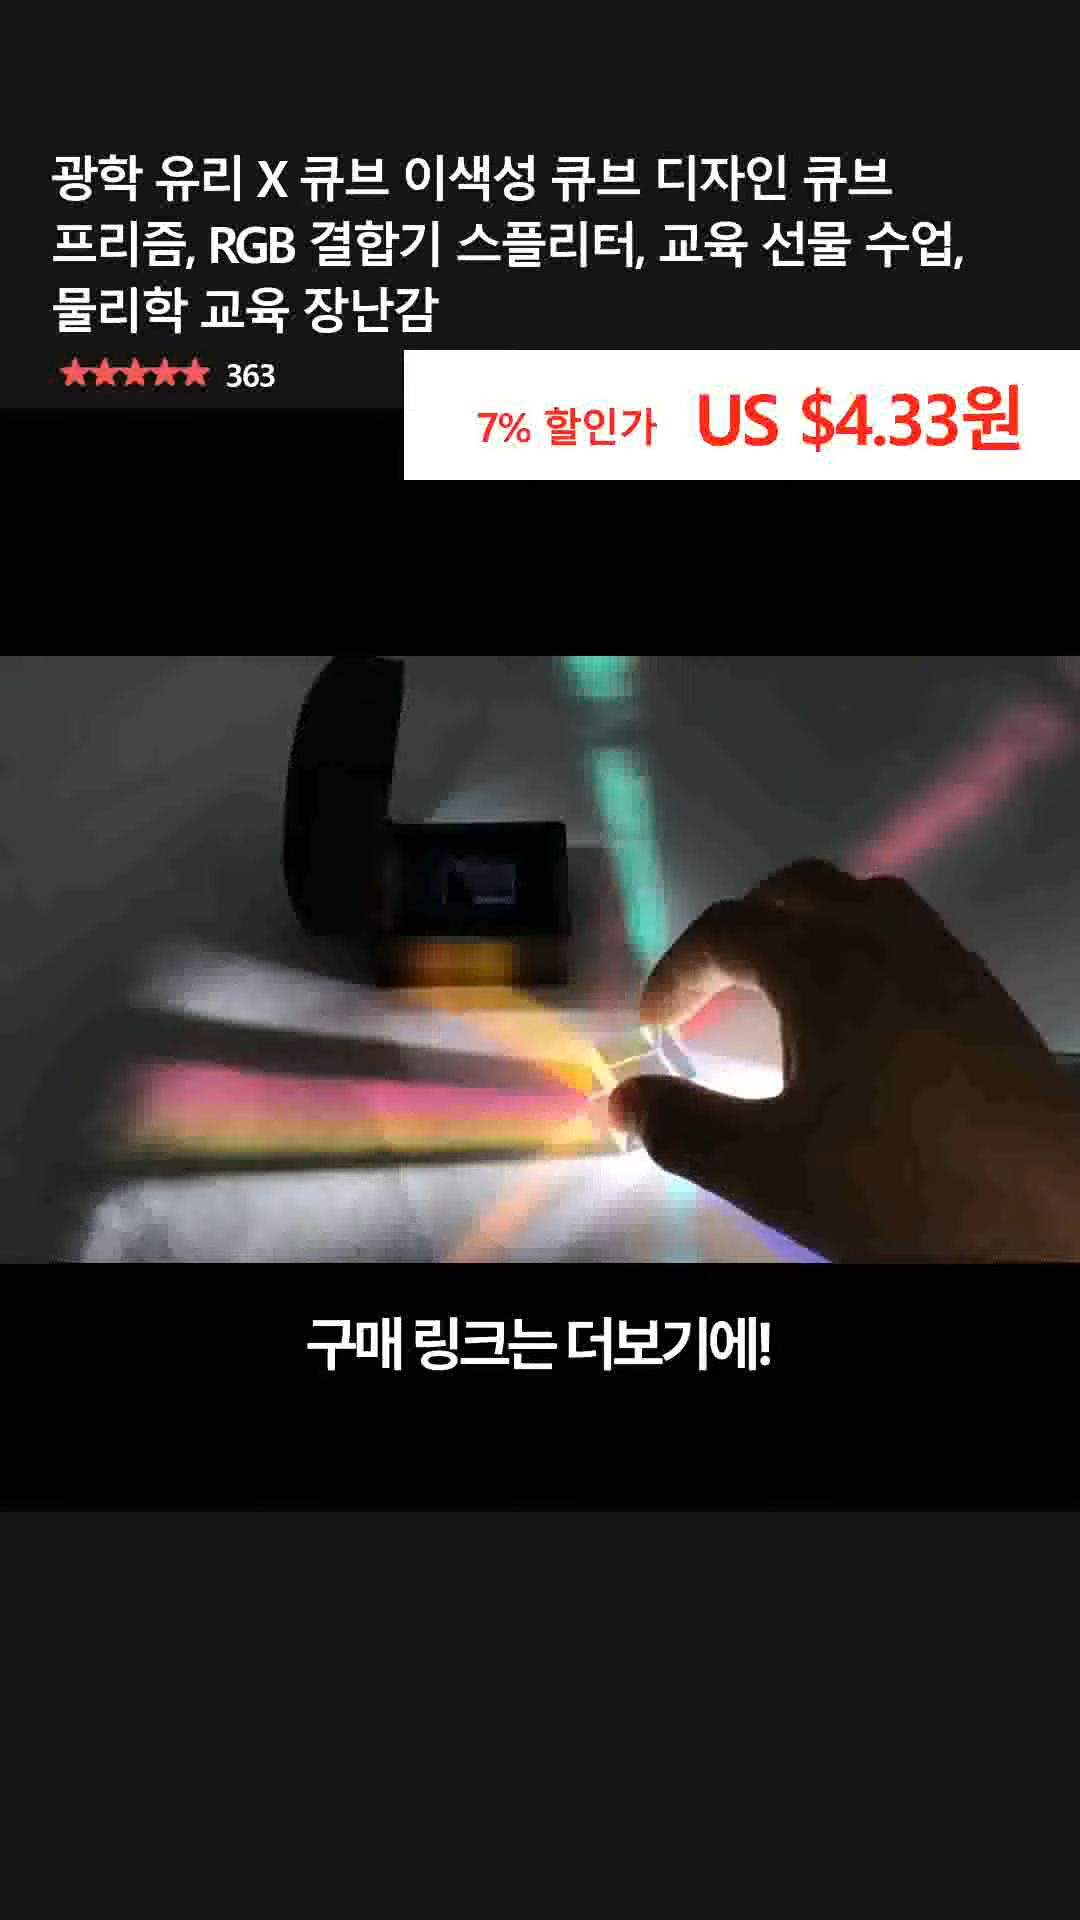 광학 유리 X 큐브 이색성 큐브 디자인 큐브
프리즘, RGB 결합기 스플리터, 교육 선물 수업,
물리학 교육 장난감
363
7% 할인가 US $4.33원
구매 링크는 더보기에!